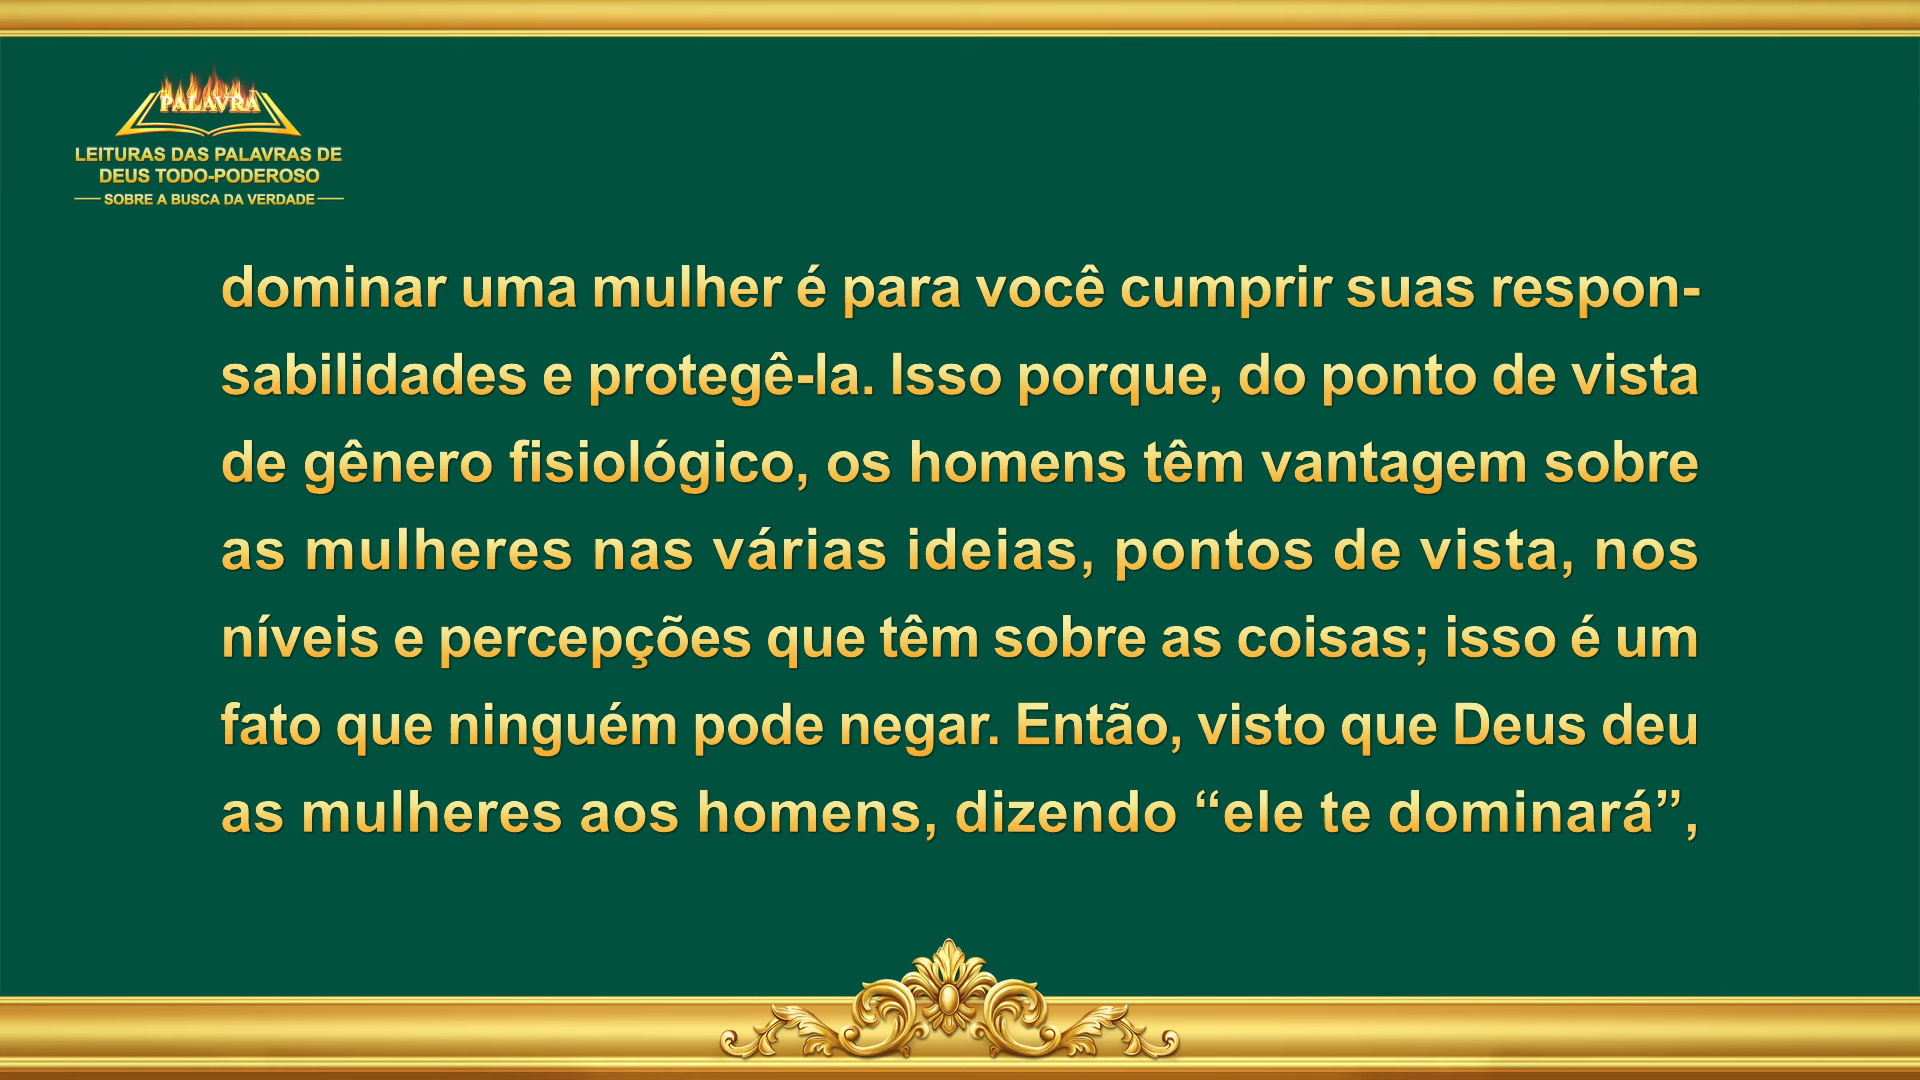 PALAVRA
LEITURAS DAS PALAVRAS DE
DEUS TODO-PODEROSO
SOBRE A BUSCA DA VERDADE
dominar uma mulher é para você cumprir suas respon-
sabilidades e protegê-la. Isso porque, do ponto de vista
de gênero fisiológico, os homens têm vantagem sobre
as mulheres nas várias ideias, pontos de vista, nos
níveis e percepções que têm sobre as coisas; isso é um
fato que ninguém pode negar. Então, visto que Deus deu
as mulheres aos homens, dizendo “ele te dominará”,